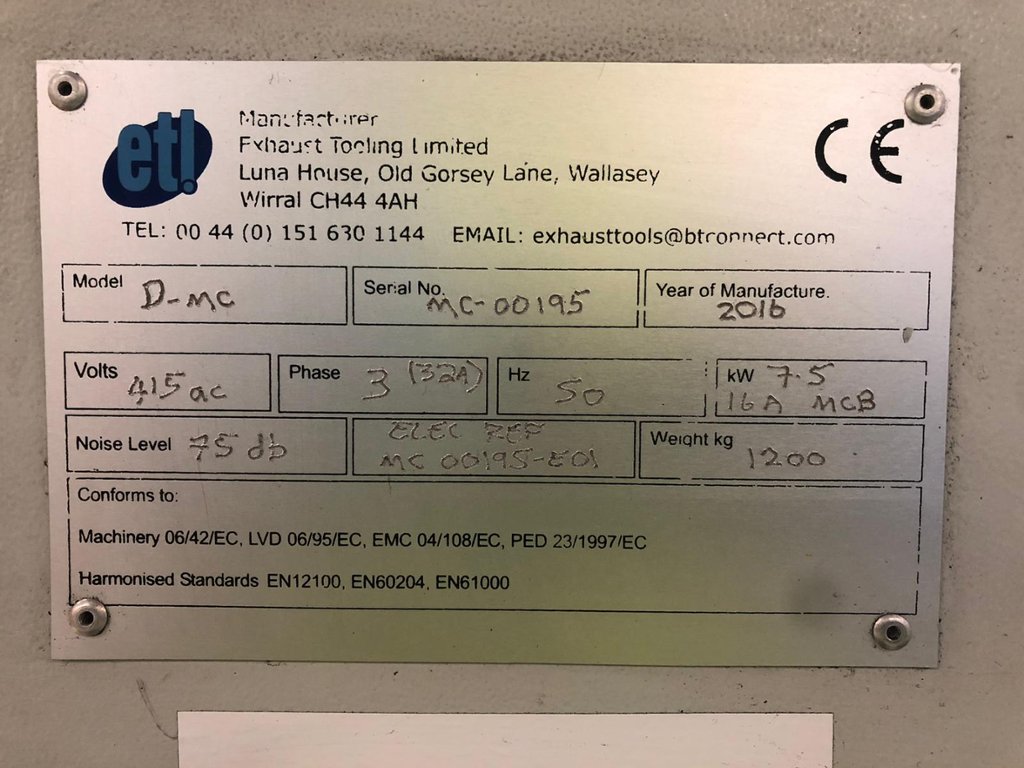 etl
Manufacturer
Exhaust Tooling Limited
Luna House, Old Gorsey Lane, Wallasey
Wirral CH44 4AH
TEL: 00 44 (0) 151 630 1144 EMAIL: exhausttools@btconnect.com
CE
Model D-MC Serial No. MC-00195 Year of Manufacture. 2016
Volts 415ac Phase 3 (32A) Hz 50 kW 7.5
16A MCB
Noise Level 75 db ELEC REF Weight kg 1200
MC 00195-E01
Conforms to:
Machinery 06/42/EC, LVD 06/95/EC, EMC 04/108/EC, PED 23/1997/EC
Harmonised Standards EN12100, EN60204, EN61000